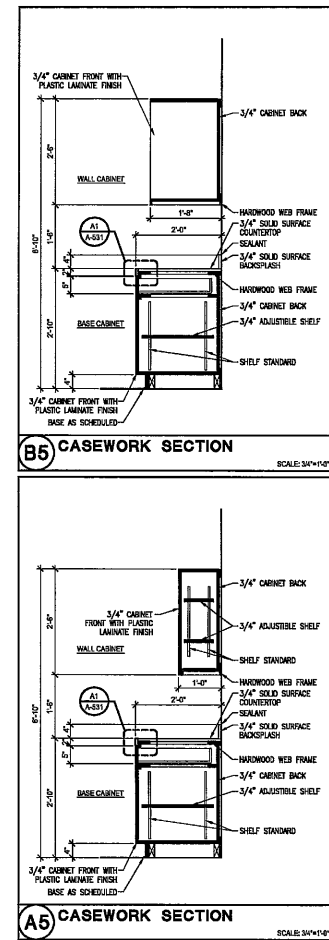 3/4" CABINET FRONT WITH
PLASTIC LAMINATE FINISH
3/4" CABINET BACK
2'-6"
WALL CABINET
6'-10"
1'-8"
HARDWOOD WEB FRAME
2'-0"
3/4" SOLID SURFACE
COUNTERTOP
A1
A-531
1'-6"
SEALANT
4"
3/4" SOLID SURFACE
BACKSPLASH
2"
5"
HARDWOOD WEB FRAME
3/4" CABINET BACK
BASE CABINET
3/4" ADJUSTIBLE SHELF
2'-10"
SHELF STANDARD
4"
3/4" CABINET FRONT WITH
PLASTIC LAMINATE FINISH
BASE AS SCHEDULED
B5 CASEWORK SECTION
SCALE: 3/4"=1'-0"
3/4" CABINET BACK
2'-6"
3/4" CABINET
FRONT WITH PLASTIC
LAMINATE FINISH
3/4" ADJUSTIBLE SHELF
WALL CABINET
SHELF STANDARD
6'-10"
1'-0"
HARDWOOD WEB FRAME
2'-0"
3/4" SOLID SURFACE
COUNTERTOP
A1
A-531
1'-6"
SEALANT
4"
3/4" SOLID SURFACE
BACKSPLASH
2"
5"
HARDWOOD WEB FRAME
3/4" CABINET BACK
BASE CABINET
3/4" ADJUSTIBLE SHELF
2'-10"
SHELF STANDARD
4"
3/4" CABINET FRONT WITH
PLASTIC LAMINATE FINISH
BASE AS SCHEDULED
A5 CASEWORK SECTION
SCALE: 3/4"=1'-0"